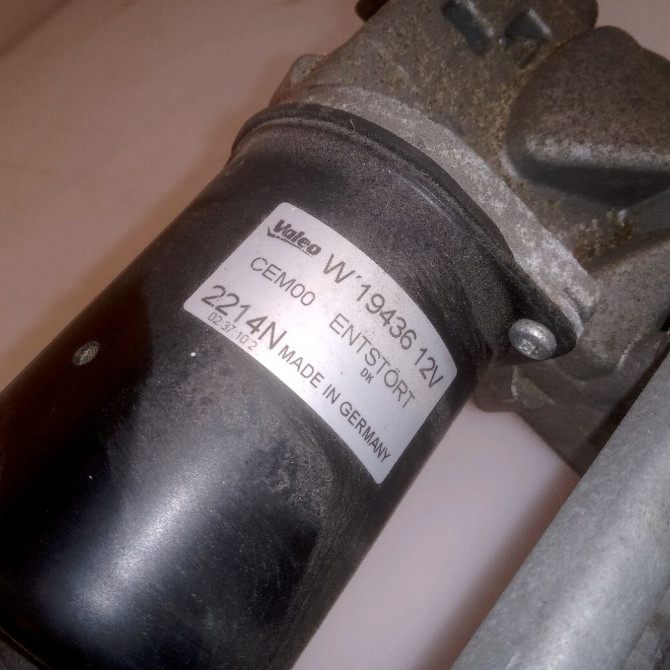 Valeo W 19436 12V
CEM00 ENTSTÖRT
DK
2214N MADE IN GERMANY
02 37 10 2